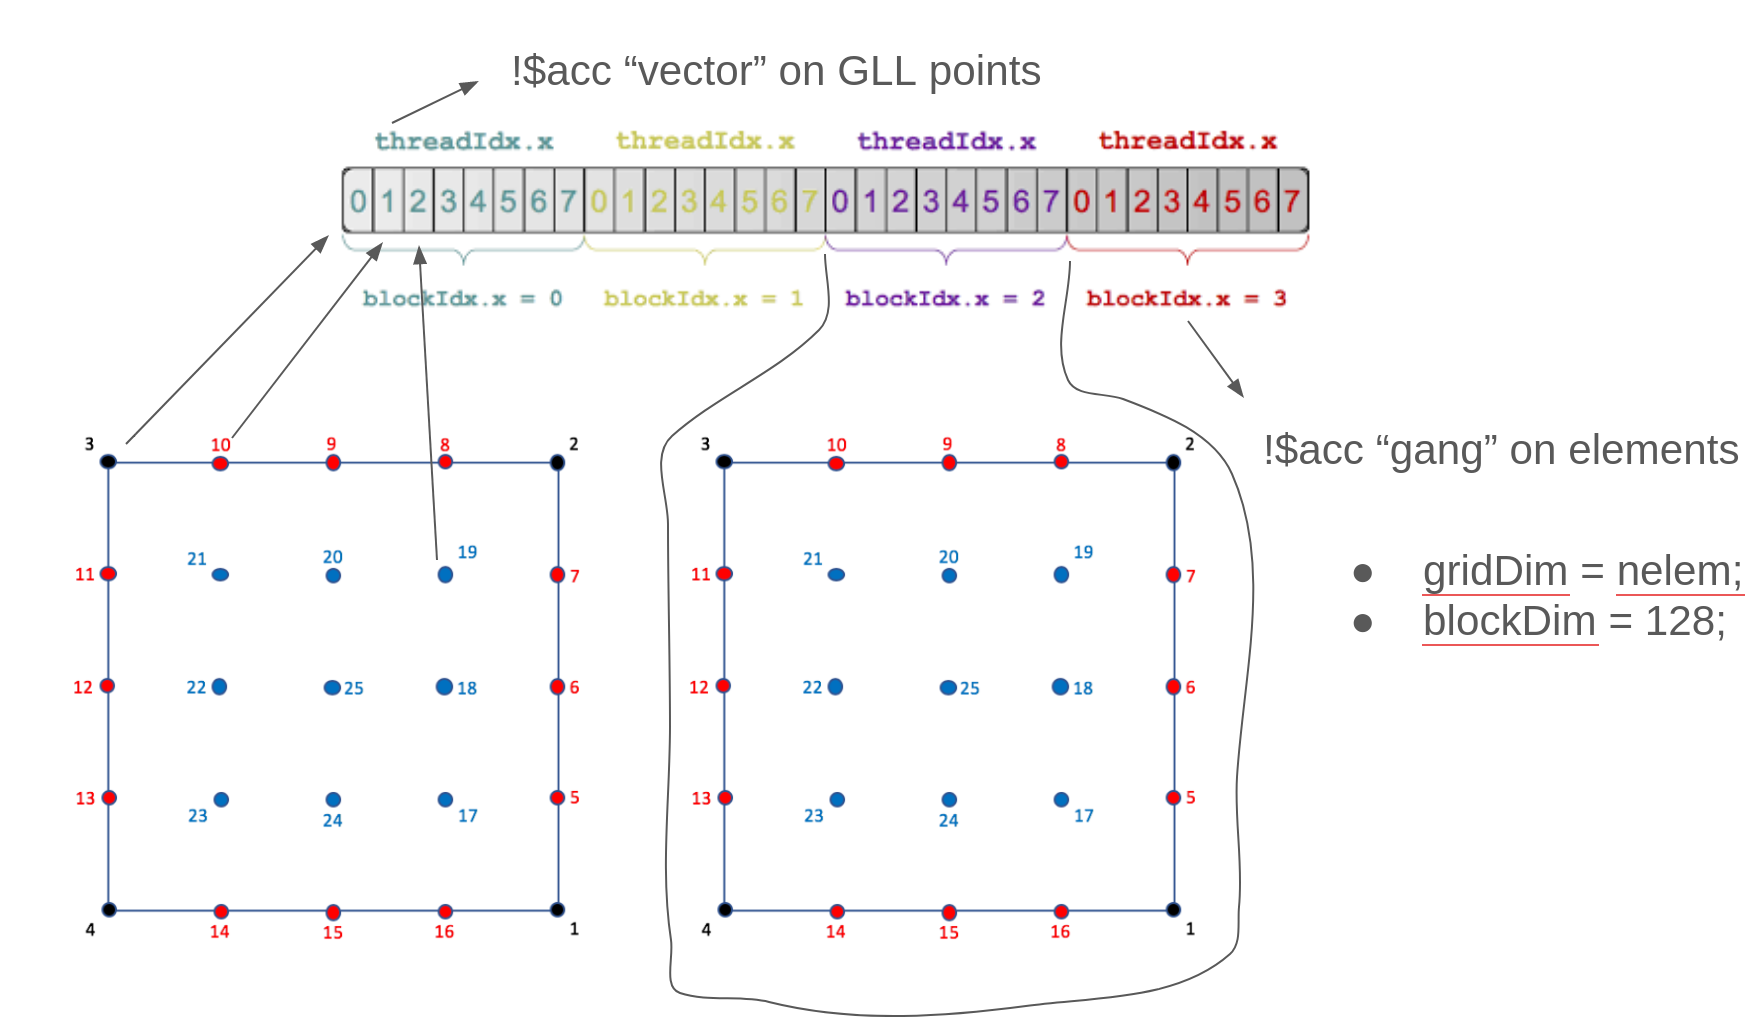 !$acc “vector” on GLL points
threadIdx.x threadIdx.x threadIdx.x threadIdx.x
0 1 2 3 4 5 6 7 0 1 2 3 4 5 6 7 0 1 2 3 4 5 6 7 0 1 2 3 4 5 6 7
blockIdx.x = 0 blockIdx.x = 1 blockIdx.x = 2 blockIdx.x = 3
!$acc “gang” on elements
● gridDim = nelem;
● blockDim = 128;
3 10 9 8 2
21 20 19
11 7
12 22 25 18 6
13 5
23 24 17
4 14 15 16 1
3 10 9 8 2
21 20 19
11 7
12 22 25 18 6
13 5
23 24 17
4 14 15 16 1